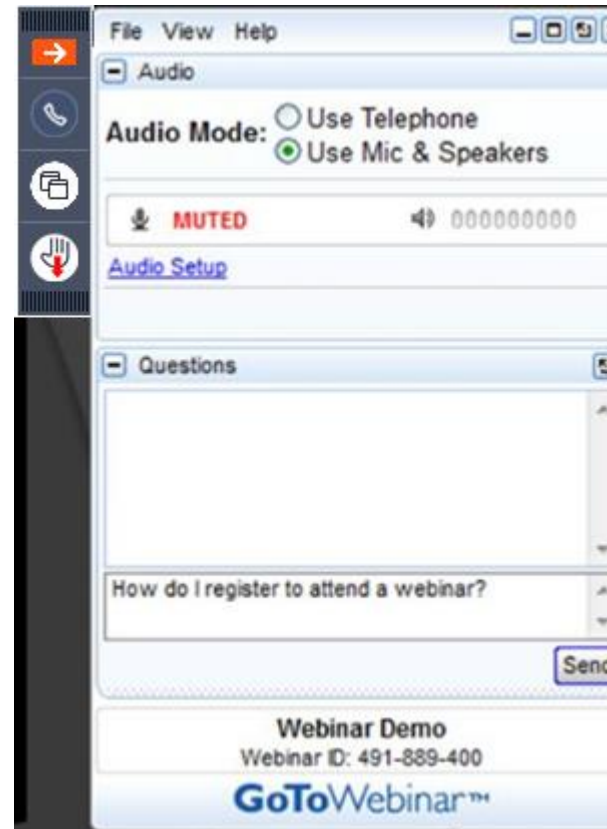 File View Help
Audio
Audio Mode:
Use Telephone
Use Mic & Speakers
MUTED
000000000
Audio Setup
Questions
How do I register to attend a webinar?
Send
Webinar Demo
Webinar ID: 491-889-400
GoToWebinar™